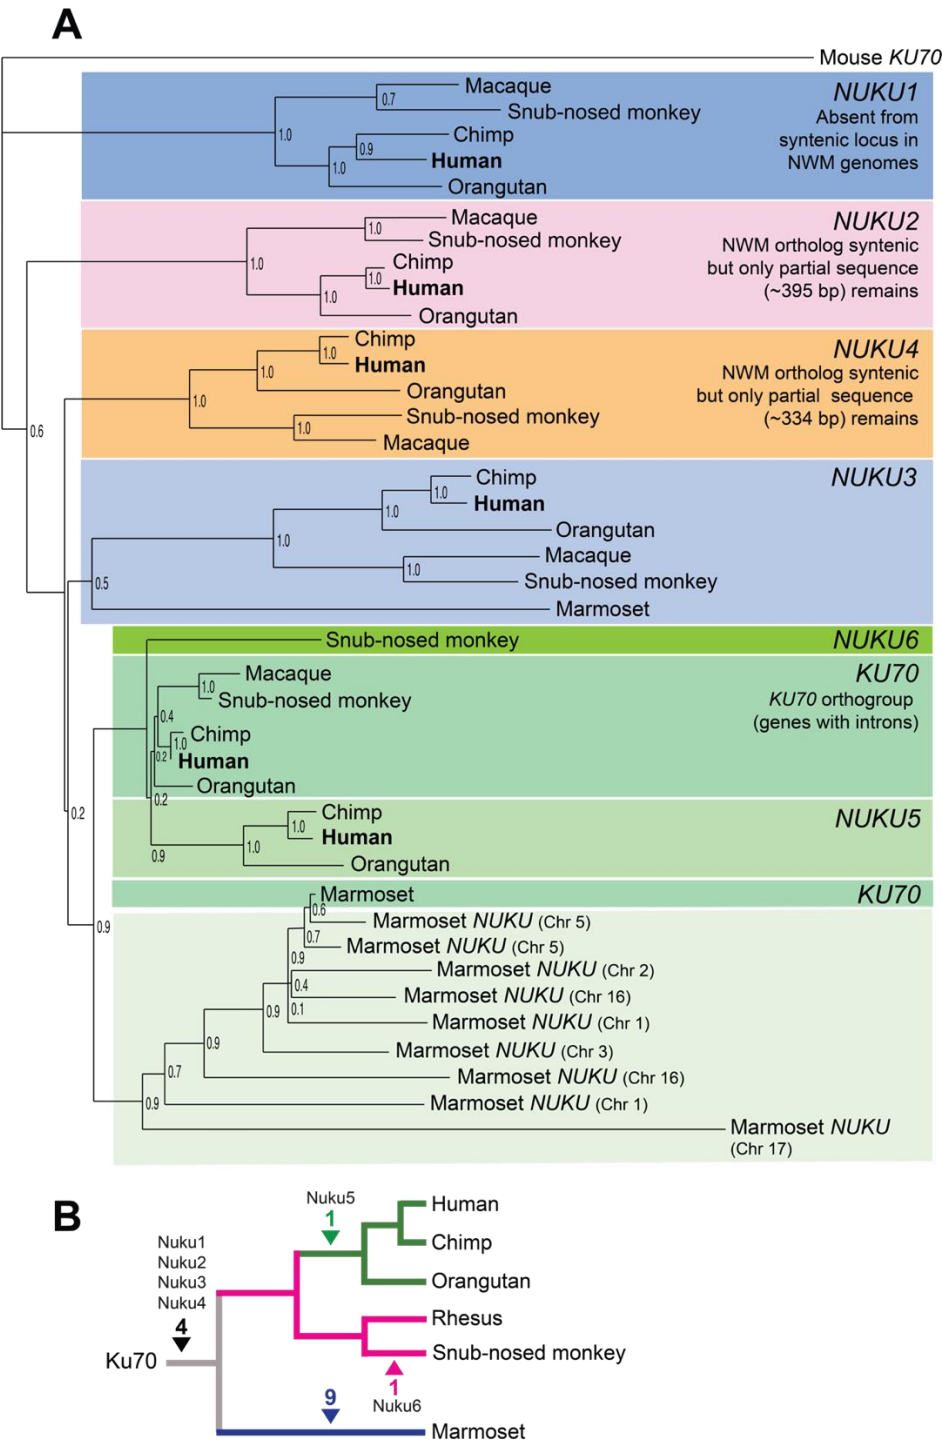 A
Mouse KU70
Macaque
NUKU1
0.7
Snub-nosed monkey
Absent from
syntenic locus in
NWM genomes
1.0
Chimp
0.9
Human
1.0
Orangutan
Macaque
NUKU2
1.0
Snub-nosed monkey
NWM ortholog syntenic
but only partial sequence
(~395 bp) remains
1.0
Chimp
1.0
Human
1.0
Orangutan
Chimp
NUKU4
1.0
Human
NWM ortholog syntenic
but only partial sequence
(~334 bp) remains
1.0
Orangutan
1.0
Snub-nosed monkey
1.0
Macaque
0.6
Chimp
NUKU3
1.0
Human
1.0
Orangutan
1.0
Macaque
1.0
Snub-nosed monkey
0.5
Marmoset
Snub-nosed monkey
NUKU6
Macaque
KU70
1.0
Snub-nosed monkey
KU70 orthogroup
(genes with introns)
0.4
Chimp
1.0
0.2
Human
Orangutan
0.2
0.2
Chimp
NUKU5
1.0
Human
1.0
0.9
Orangutan
Marmoset
KU70
0.6
Marmoset NUKU (Chr 5)
0.9
0.7
Marmoset NUKU (Chr 5)
0.9
Marmoset NUKU (Chr 2)
0.4
Marmoset NUKU (Chr 16)
0.9
0.1
Marmoset NUKU (Chr 1)
0.9
Marmoset NUKU (Chr 3)
0.7
Marmoset NUKU (Chr 16)
0.9
Marmoset NUKU (Chr 1)
Marmoset NUKU
(Chr 17)
B
Nuku5
1
Human
Chimp
Orangutan
Nuku1
Nuku2
Nuku3
Nuku4
4
Ku70
Rhesus
Snub-nosed monkey
1
Nuku6
9
Marmoset